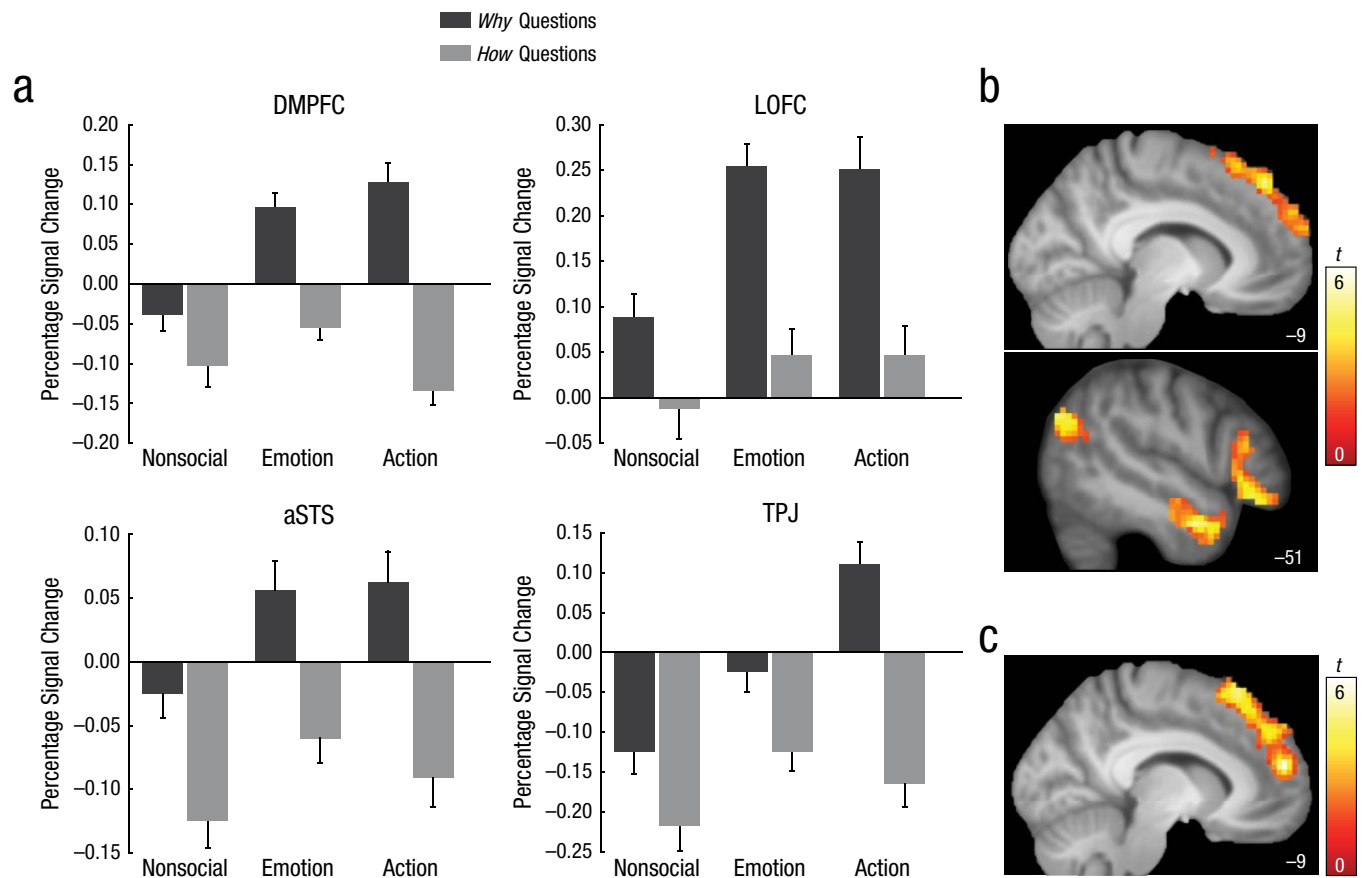 Why Questions
How Questions
a
DMPFC
Percentage Signal Change
0.20
0.15
0.10
0.05
0.00
−0.05
−0.10
−0.15
−0.20
Nonsocial Emotion Action
LOFC
Percentage Signal Change
0.30
0.25
0.20
0.15
0.10
0.05
0.00
−0.05
Nonsocial Emotion Action
aSTS
Percentage Signal Change
0.10
0.05
0.00
−0.05
−0.10
−0.15
Nonsocial Emotion Action
TPJ
Percentage Signal Change
0.15
0.10
0.05
0.00
−0.05
−0.10
−0.15
−0.20
−0.25
Nonsocial Emotion Action
b
−9
−51
t
6
0
c
−9
t
6
0